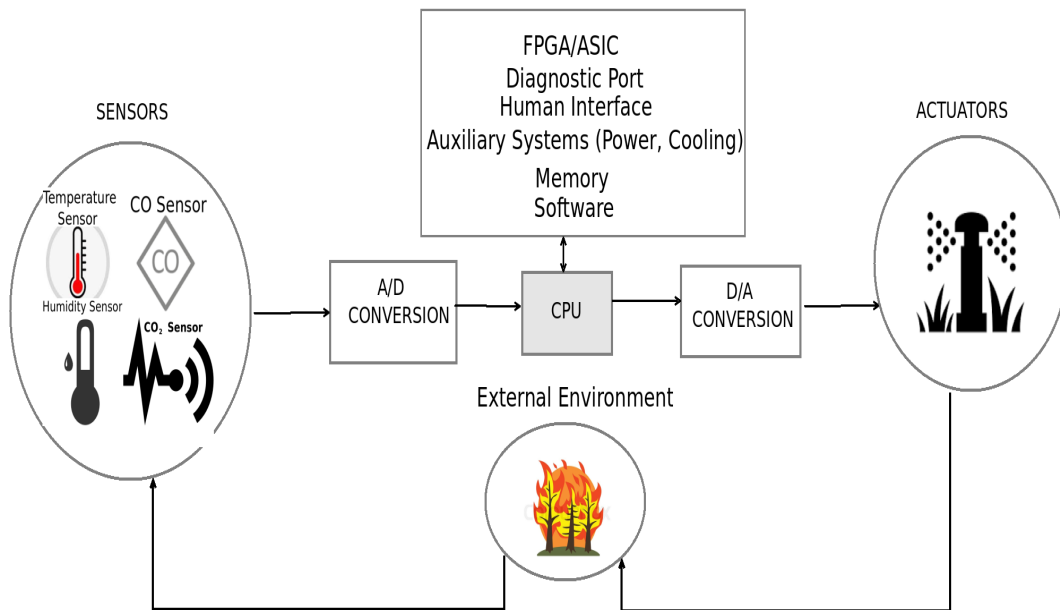 FPGA/ASIC
Diagnostic Port
Human Interface
Auxiliary Systems (Power, Cooling)
Memory
Software
SENSORS
ACTUATORS
Temperature
Sensor
CO Sensor
CO
Humidity Sensor
CO₂ Sensor
A/D
CONVERSION
CPU
D/A
CONVERSION
External Environment